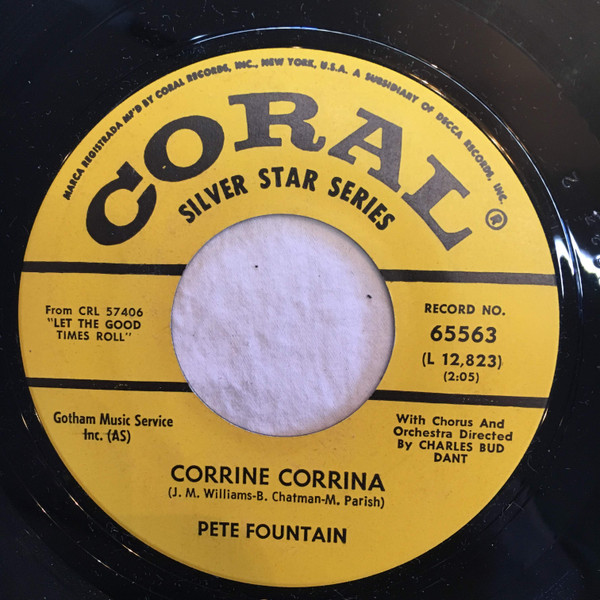 MARCA REGISTRADA MF'D BY CORAL RECORDS, INC., NEW YORK, U.S.A. A SUBSIDIARY OF DECCA RECORDS, INC.
CORAL ®
SILVER STAR SERIES
From CRL 57406
"LET THE GOOD
TIMES ROLL"
RECORD NO.
65563
(L 12,823)
(2:05)
Gotham Music Service
Inc. (AS)
With Chorus And
Orchestra Directed
By CHARLES BUD
DANT
CORRINE CORRINA
(J. M. Williams-B. Chatman-M. Parish)
PETE FOUNTAIN